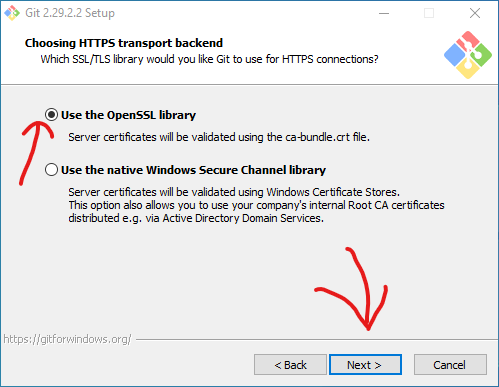 Git 2.29.2.2 Setup
Choosing HTTPS transport backend
Which SSL/TLS library would you like Git to use for HTTPS connections?
Use the OpenSSL library
Server certificates will be validated using the ca-bundle.crt file.
Use the native Windows Secure Channel library
Server certificates will be validated using Windows Certificate Stores.
This option also allows you to use your company's internal Root CA certificates
distributed e.g. via Active Directory Domain Services.
https://gitforwindows.org/
< Back
Next >
Cancel